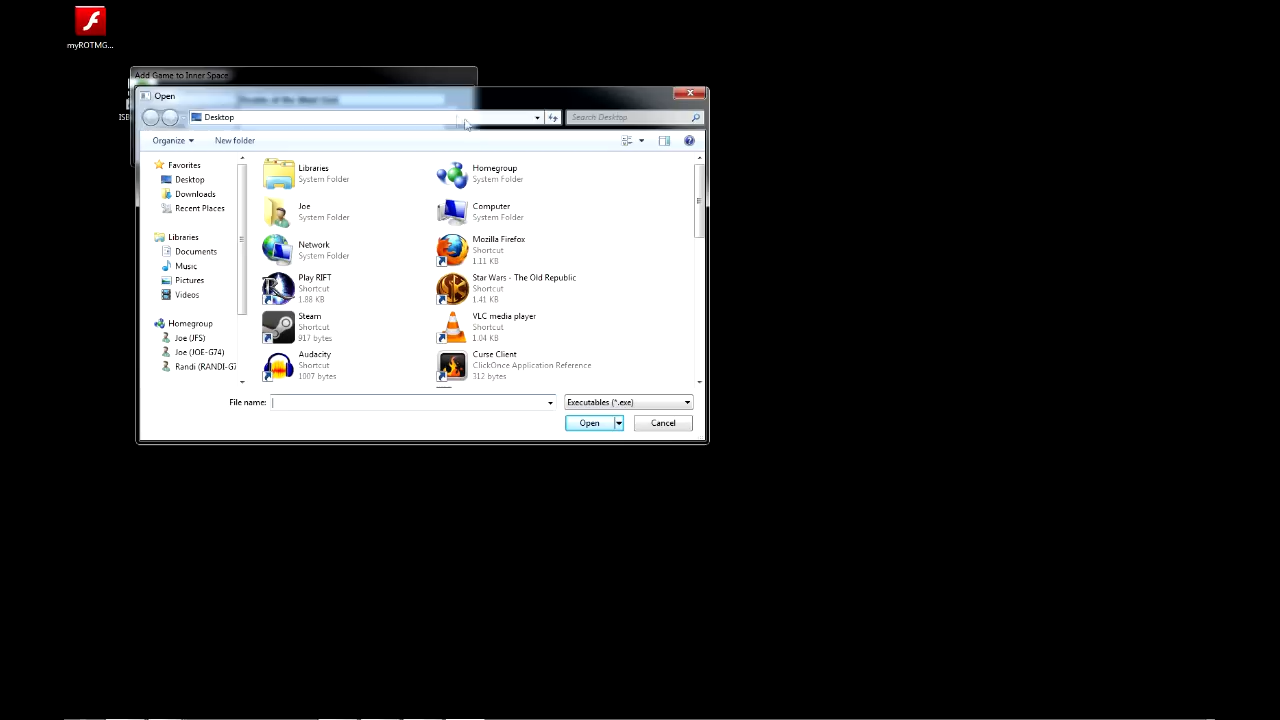 myROTMG...
Add Game to Inner Space
Open
Desktop
Search Desktop
Organize
New folder
Favorites
Desktop
Downloads
Recent Places
Libraries
Documents
Music
Pictures
Videos
Homegroup
Joe (JFS)
Joe (JOE-G74)
Randi (RANDI-G7
Libraries
System Folder
Homegroup
System Folder
Joe
System Folder
Computer
System Folder
Network
System Folder
Mozilla Firefox
Shortcut
1.11 KB
Play RIFT
Shortcut
1.88 KB
Star Wars - The Old Republic
Shortcut
1.41 KB
Steam
Shortcut
917 bytes
VLC media player
Shortcut
1.04 KB
Audacity
Shortcut
1007 bytes
Curse Client
ClickOnce Application Reference
312 bytes
File name:
Executables (*.exe)
Open
Cancel